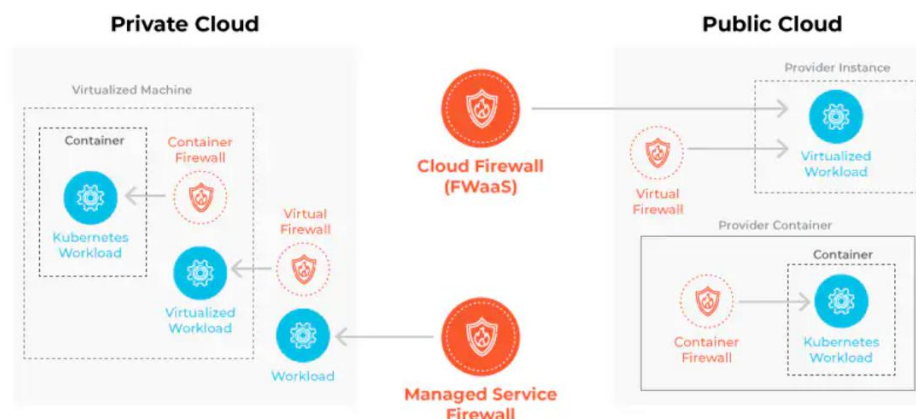 Private Cloud
Public Cloud
Virtualized Machine
Container
Container
Firewall
Kubernetes
Workload
Virtual
Firewall
Virtualized
Workload
Workload
Cloud Firewall
(FWaaS)
Managed Service
Firewall
Provider Instance
Virtualized
Workload
Virtual
Firewall
Provider Container
Container
Container
Firewall
Kubernetes
Workload